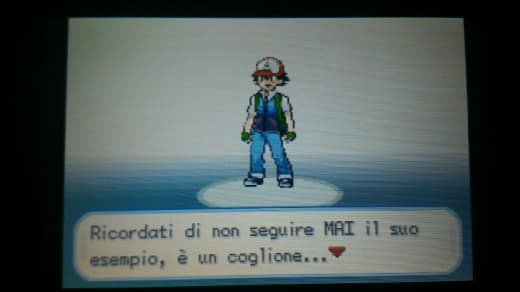 Ricordati di non seguire MAI il suo
esempio, è un coglione...